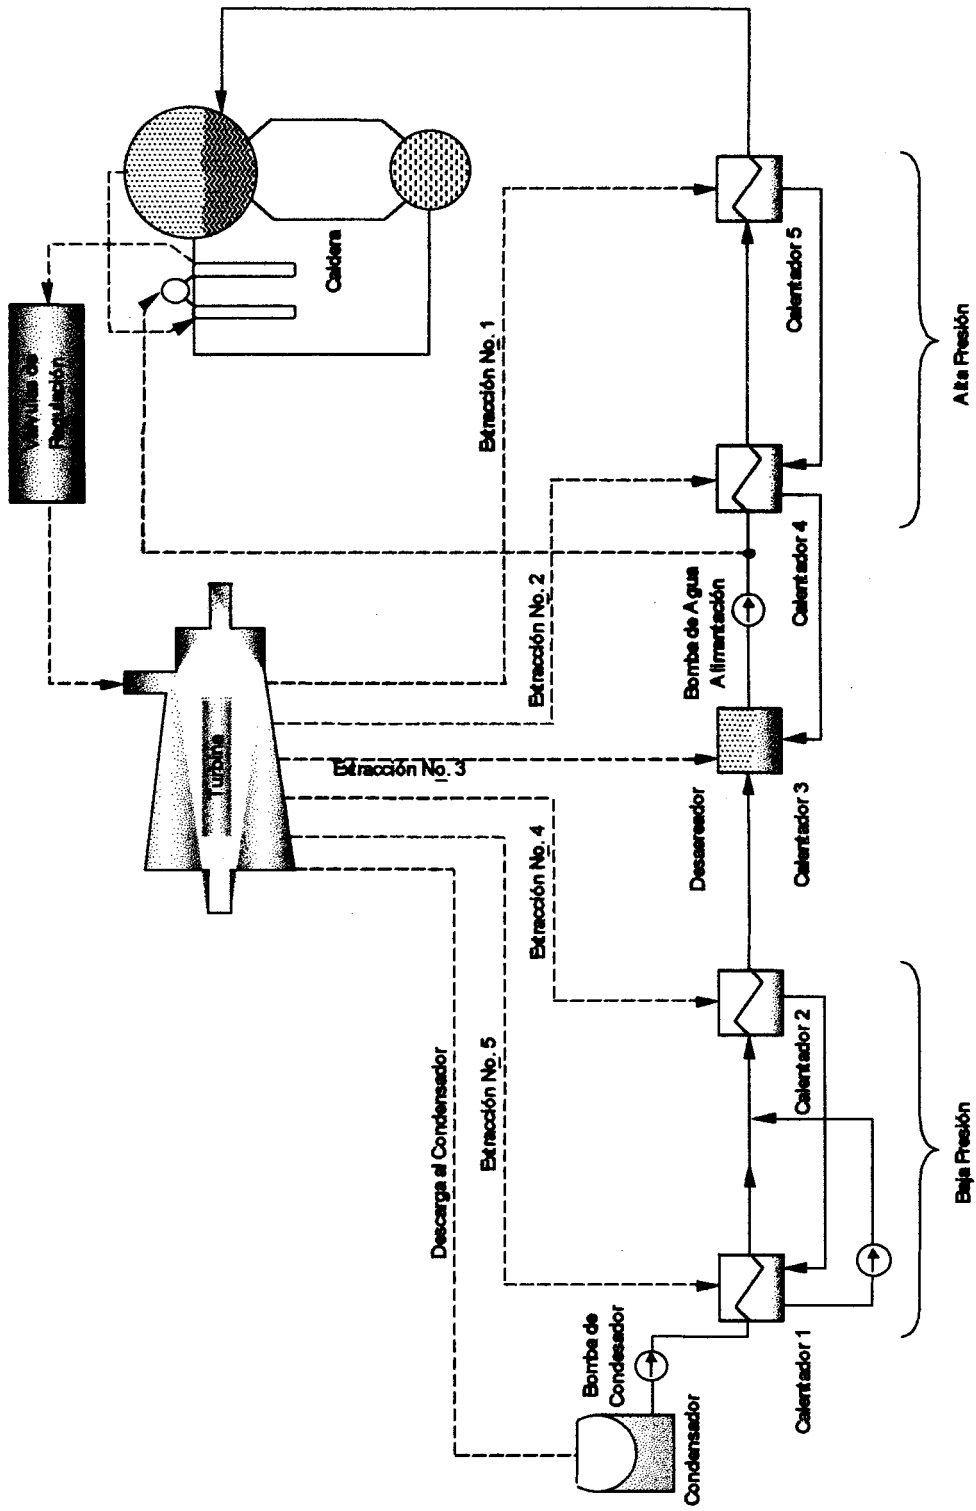 Válvulas de
Regulación
Caldera
Turbina
Extracción No. 1
Extracción No. 2
Extracción No. 3
Extracción No. 4
Extracción No. 5
Descarga al Condensador
Bomba de
Condesador
Condensador
Desaereador
Bomba de Agua
Alimentación
Calentador 1
Calentador 2
Calentador 3
Calentador 4
Calentador 5
Baja Presión
Alta Presión